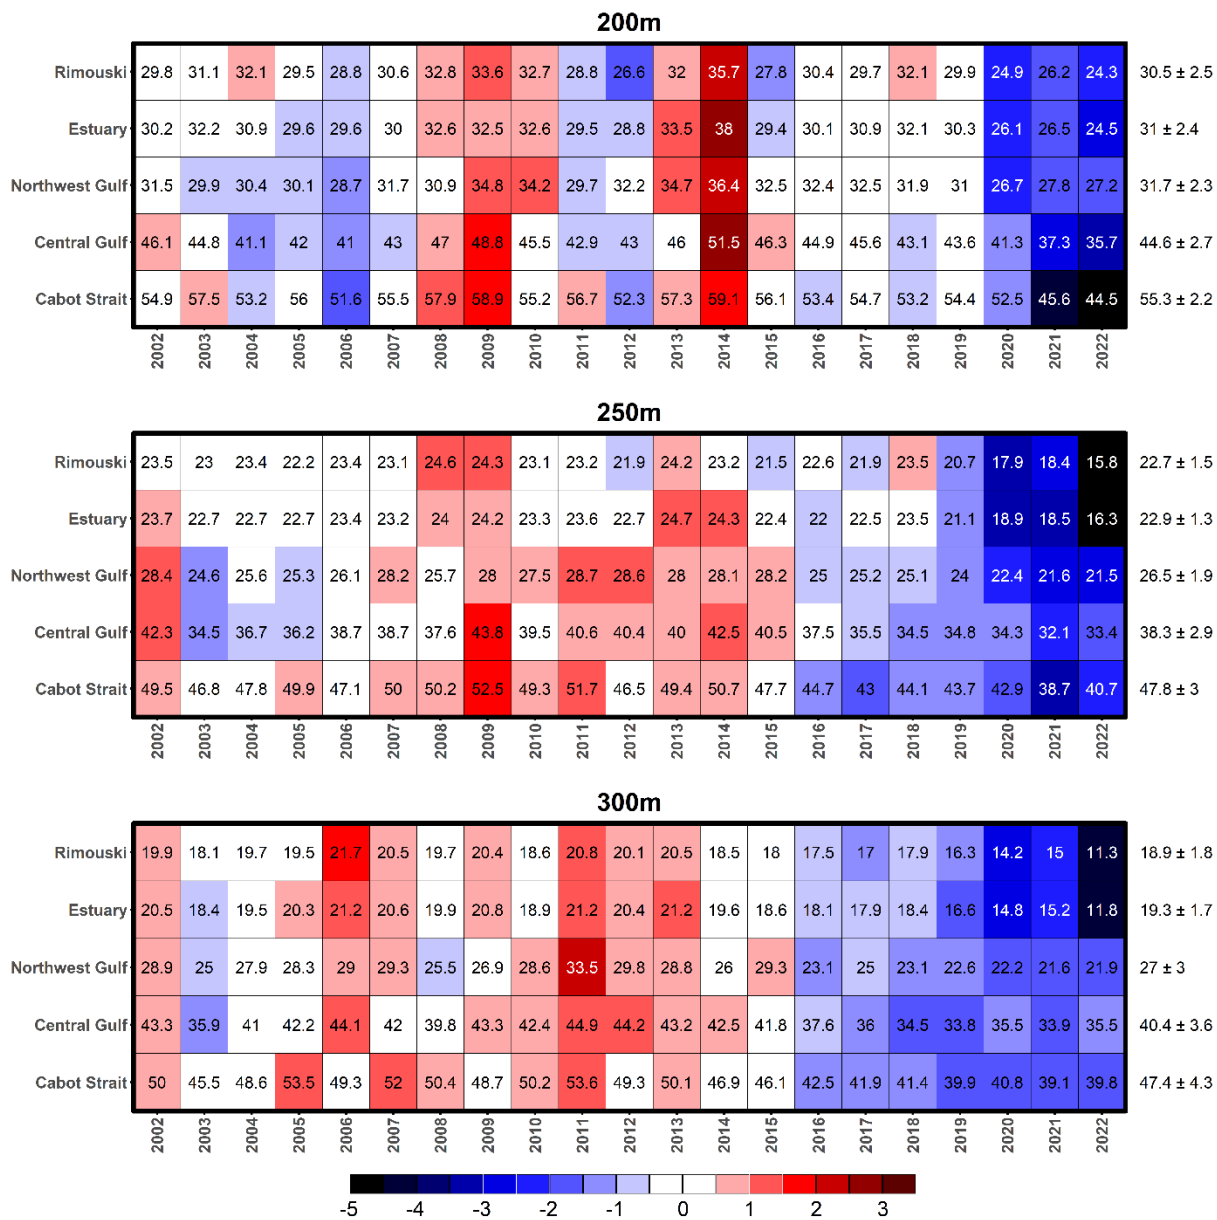 200m
Rimouski 29.8 31.1 32.1 29.5 28.8 30.6 32.8 33.6 32.7 28.8 26.6 32 35.7 27.8 30.4 29.7 32.1 29.9 24.9 26.2 24.3 30.5 ± 2.5
Estuary 30.2 32.2 30.9 29.6 29.6 30 32.6 32.5 32.6 29.5 28.8 33.5 38 29.4 30.1 30.9 32.1 30.3 26.1 26.5 24.5 31 ± 2.4
Northwest Gulf 31.5 29.9 30.4 30.1 28.7 31.7 30.9 34.8 34.2 29.7 32.2 34.7 36.4 32.5 32.4 32.5 31.9 31 26.7 27.8 27.2 31.7 ± 2.3
Central Gulf 46.1 44.8 41.1 42 41 43 47 48.8 45.5 42.9 43 46 51.5 46.3 44.9 45.6 43.1 43.6 41.3 37.3 35.7 44.6 ± 2.7
Cabot Strait 54.9 57.5 53.2 56 51.6 55.5 57.9 58.9 55.2 56.7 52.3 57.3 59.1 56.1 53.4 54.7 53.2 54.4 52.5 45.6 44.5 55.3 ± 2.2
2002 2003 2004 2005 2006 2007 2008 2009 2010 2011 2012 2013 2014 2015 2016 2017 2018 2019 2020 2021 2022
250m
Rimouski 23.5 23 23.4 22.2 23.4 23.1 24.6 24.3 23.1 23.2 21.9 24.2 23.2 21.5 22.6 21.9 23.5 20.7 17.9 18.4 15.8 22.7 ± 1.5
Estuary 23.7 22.7 22.7 22.7 23.4 23.2 24 24.2 23.3 23.6 22.7 24.7 24.3 22.4 22 22.5 23.5 21.1 18.9 18.5 16.3 22.9 ± 1.3
Northwest Gulf 28.4 24.6 25.6 25.3 26.1 28.2 25.7 28 27.5 28.7 28.6 28 28.1 28.2 25 25.2 25.1 24 22.4 21.6 21.5 26.5 ± 1.9
Central Gulf 42.3 34.5 36.7 36.2 38.7 38.7 37.6 43.8 39.5 40.6 40.4 40 42.5 40.5 37.5 35.5 34.5 34.8 34.3 32.1 33.4 38.3 ± 2.9
Cabot Strait 49.5 46.8 47.8 49.9 47.1 50 50.2 52.5 49.3 51.7 46.5 49.4 50.7 47.7 44.7 43 44.1 43.7 42.9 38.7 40.7 47.8 ± 3
2002 2003 2004 2005 2006 2007 2008 2009 2010 2011 2012 2013 2014 2015 2016 2017 2018 2019 2020 2021 2022
300m
Rimouski 19.9 18.1 19.7 19.5 21.7 20.5 19.7 20.4 18.6 20.8 20.1 20.5 18.5 18 17.5 17 17.9 16.3 14.2 15 11.3 18.9 ± 1.8
Estuary 20.5 18.4 19.5 20.3 21.2 20.6 19.9 20.8 18.9 21.2 20.4 21.2 19.6 18.6 18.1 17.9 18.4 16.6 14.8 15.2 11.8 19.3 ± 1.7
Northwest Gulf 28.9 25 27.9 28.3 29 29.3 25.5 26.9 28.6 33.5 29.8 28.8 26 29.3 23.1 25 23.1 22.6 22.2 21.6 21.9 27 ± 3
Central Gulf 43.3 35.9 41 42.2 44.1 42 39.8 43.3 42.4 44.9 44.2 43.2 42.5 41.8 37.6 36 34.5 33.8 35.5 33.9 35.5 40.4 ± 3.6
Cabot Strait 50 45.5 48.6 53.5 49.3 52 50.4 48.7 50.2 53.6 49.3 50.1 46.9 46.1 42.5 41.9 41.4 39.9 40.8 39.1 39.8 47.4 ± 4.3
2002 2003 2004 2005 2006 2007 2008 2009 2010 2011 2012 2013 2014 2015 2016 2017 2018 2019 2020 2021 2022
-5 -4 -3 -2 -1 0 1 2 3